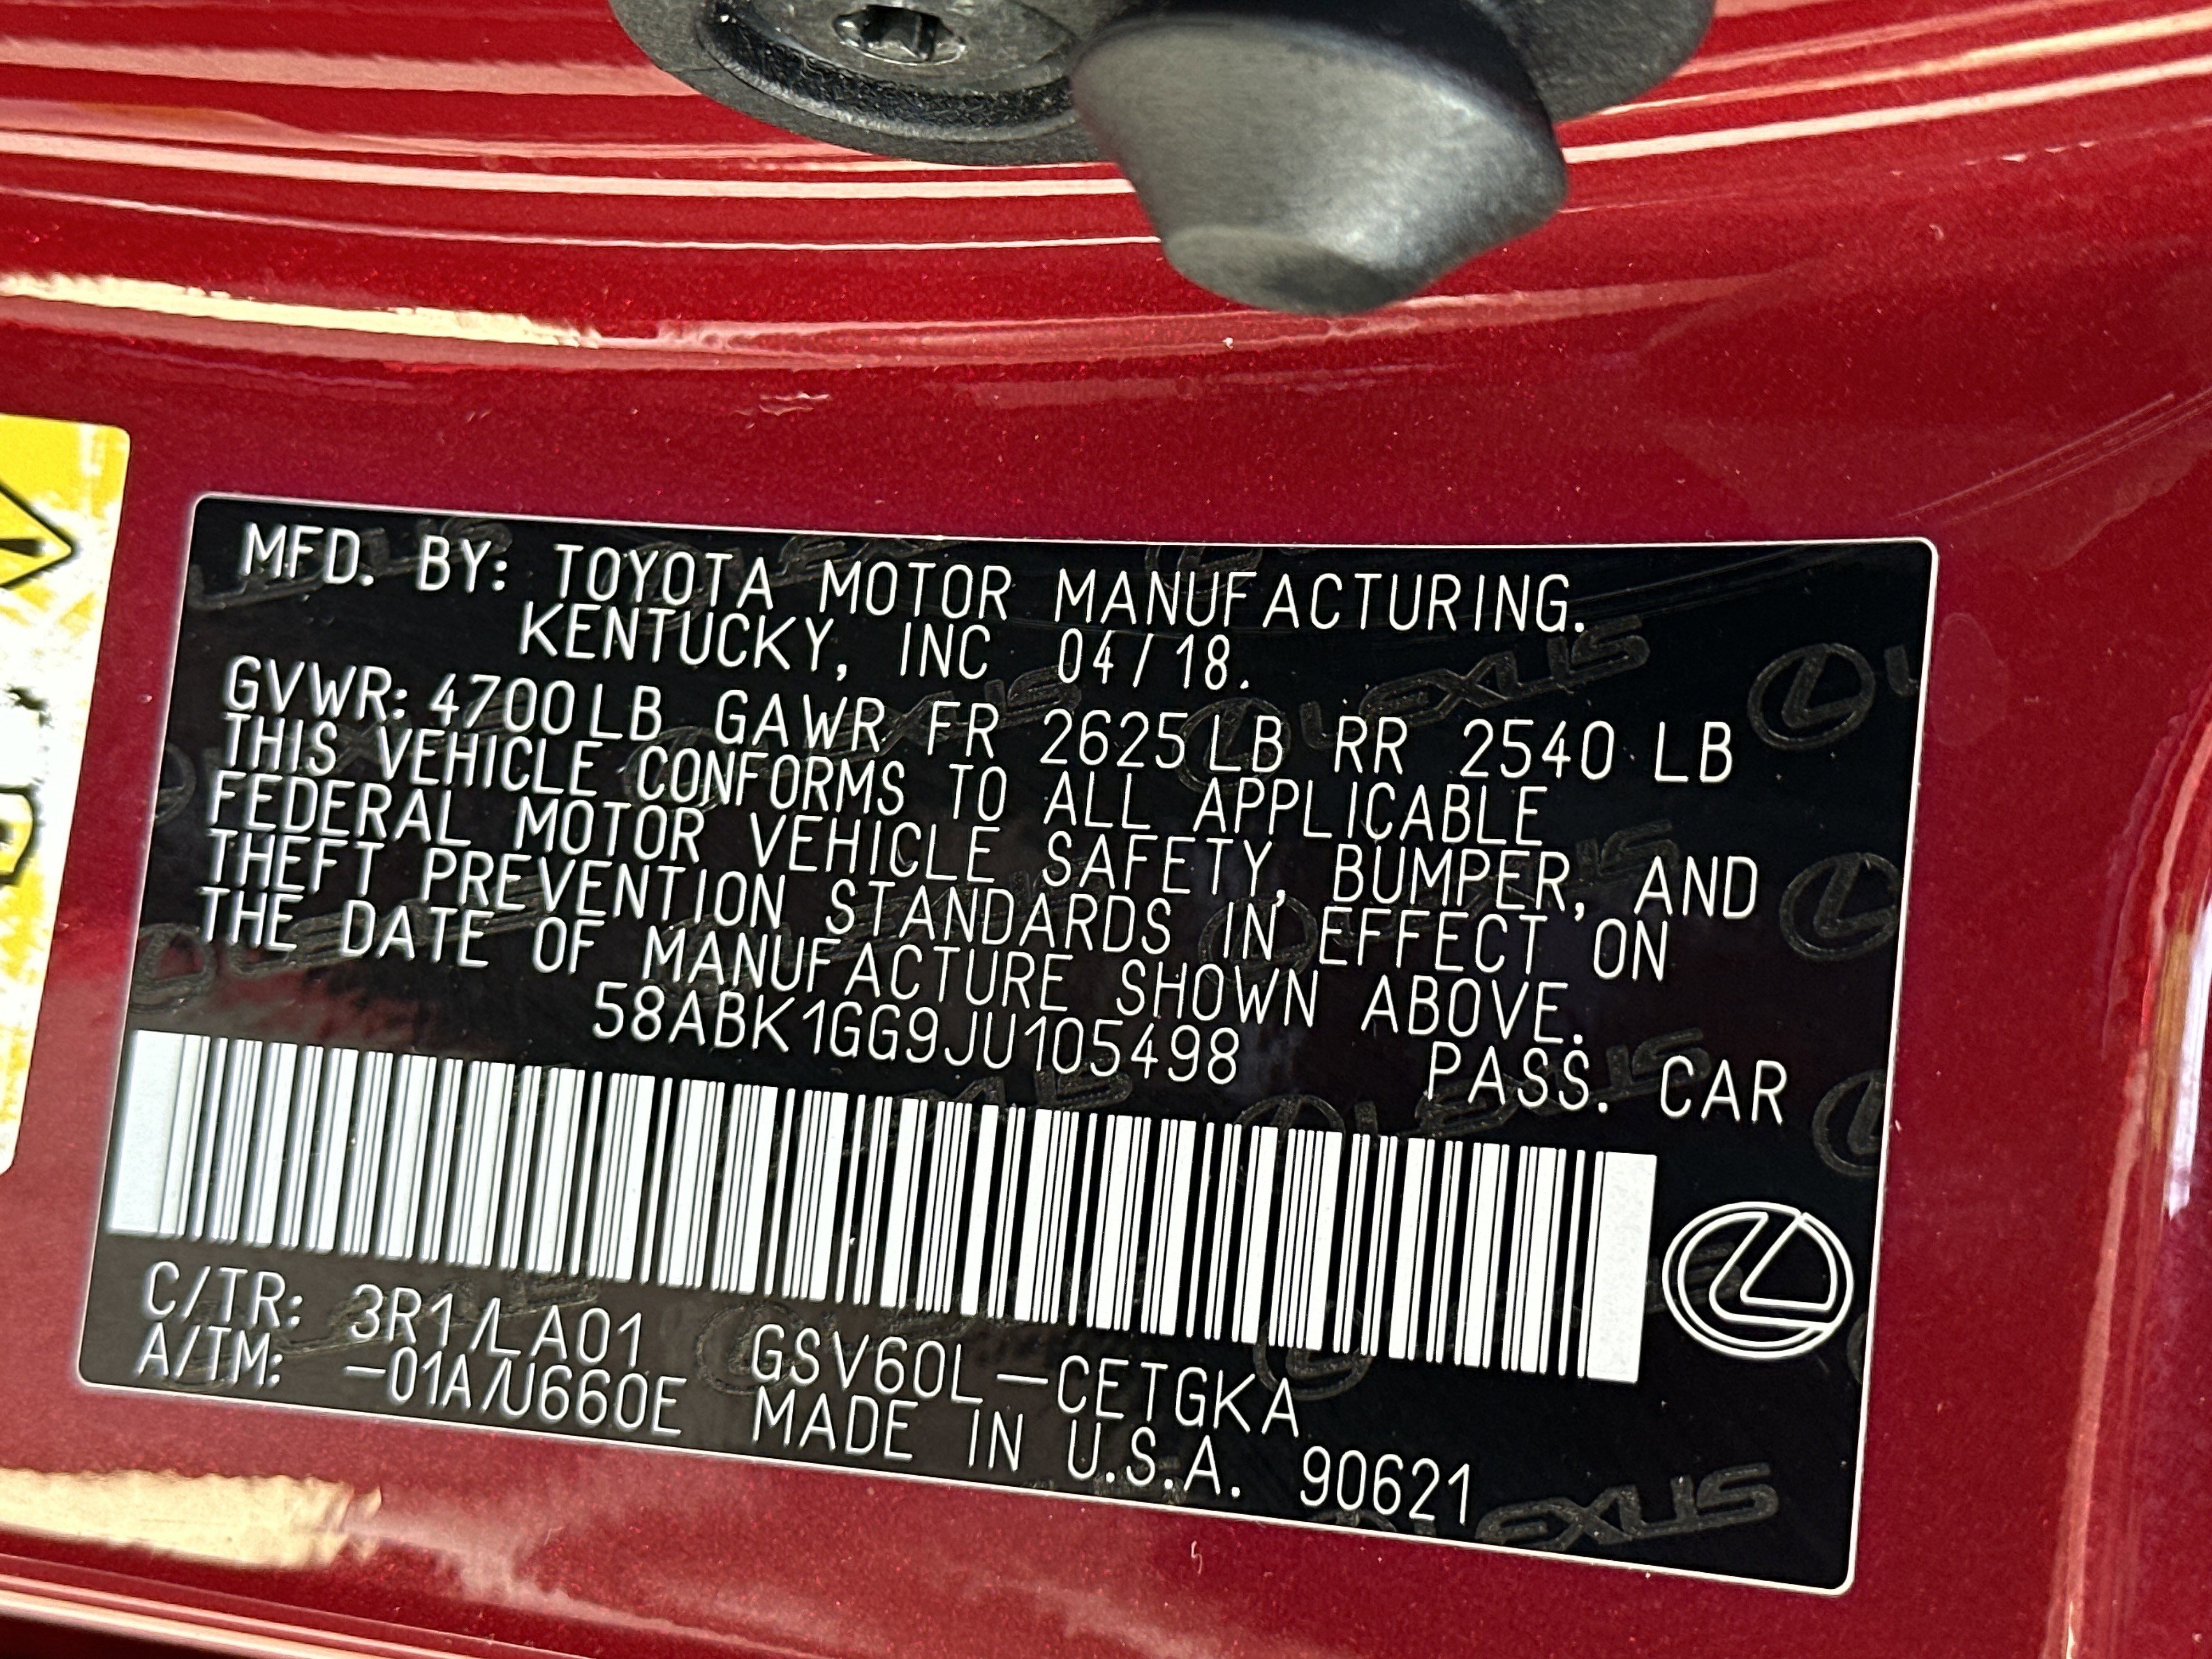 MFD. BY: TOYOTA MOTOR MANUFACTURING.
KENTUCKY, INC 04/18.
GVWR: 4700LB GAWR FR 2625 LB RR 2540 LB
THIS VEHICLE CONFORMS TO ALL APPLICABLE
FEDERAL MOTOR VEHICLE SAFETY, BUMPER, AND
THEFT PREVENTION STANDARDS IN EFFECT ON
THE DATE OF MANUFACTURE SHOWN ABOVE.
58ABK1GG9JU105498 PASS. CAR
C/TR: 3R1/LA01 GSV60L-CETGKA
A/TM: -01A/U660E MADE IN U.S.A. 90621